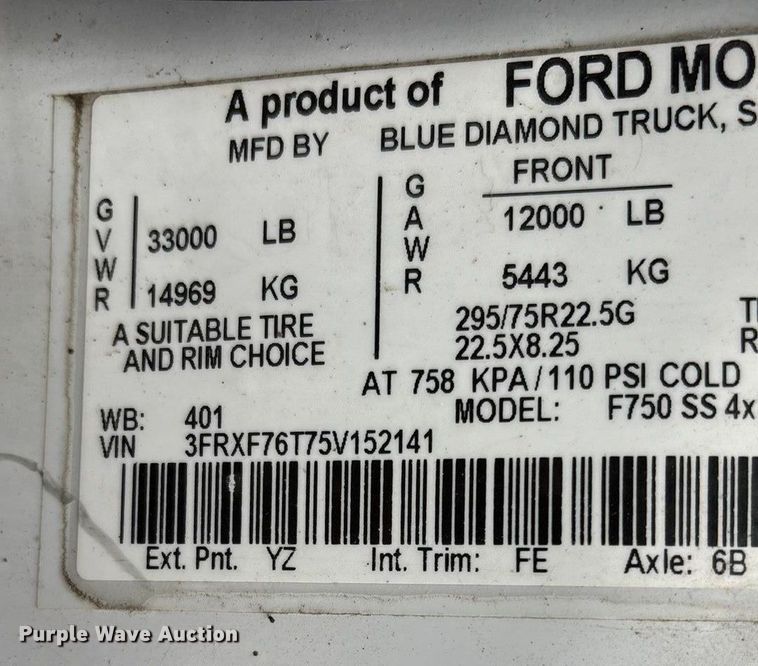 A product of FORD MO
MFD BY BLUE DIAMOND TRUCK, S
GVWR 33000 LB
14969 KG
GAWR FRONT
12000 LB
5443 KG
A SUITABLE TIRE
AND RIM CHOICE
295/75R22.5G
22.5X8.25
AT 758 KPA/110 PSI COLD
WB: 401 MODEL: F750 SS 4x
VIN 3FRXF76T75V152141
Ext. Pnt. YZ Int. Trim: FE Axle: 6B
Purple Wave Auction